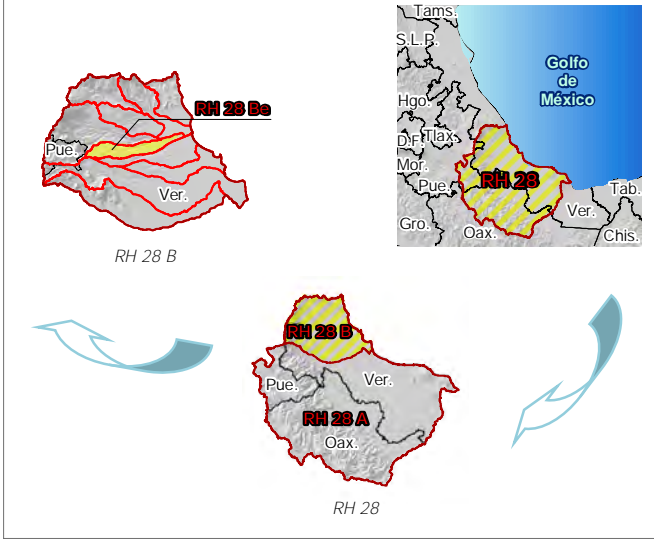 RH 28 Be
Pue.
Ver.
RH 28 B
Tams.
S.L.P.
Golfo
de
México
Hgo.
D.F.
Tlax.
Mor.
Pue.
RH 28
Tab.
Ver.
Gro.
Oax.
Chis.
RH 28 B
Pue.
Ver.
RH 28 A
Oax.
RH 28